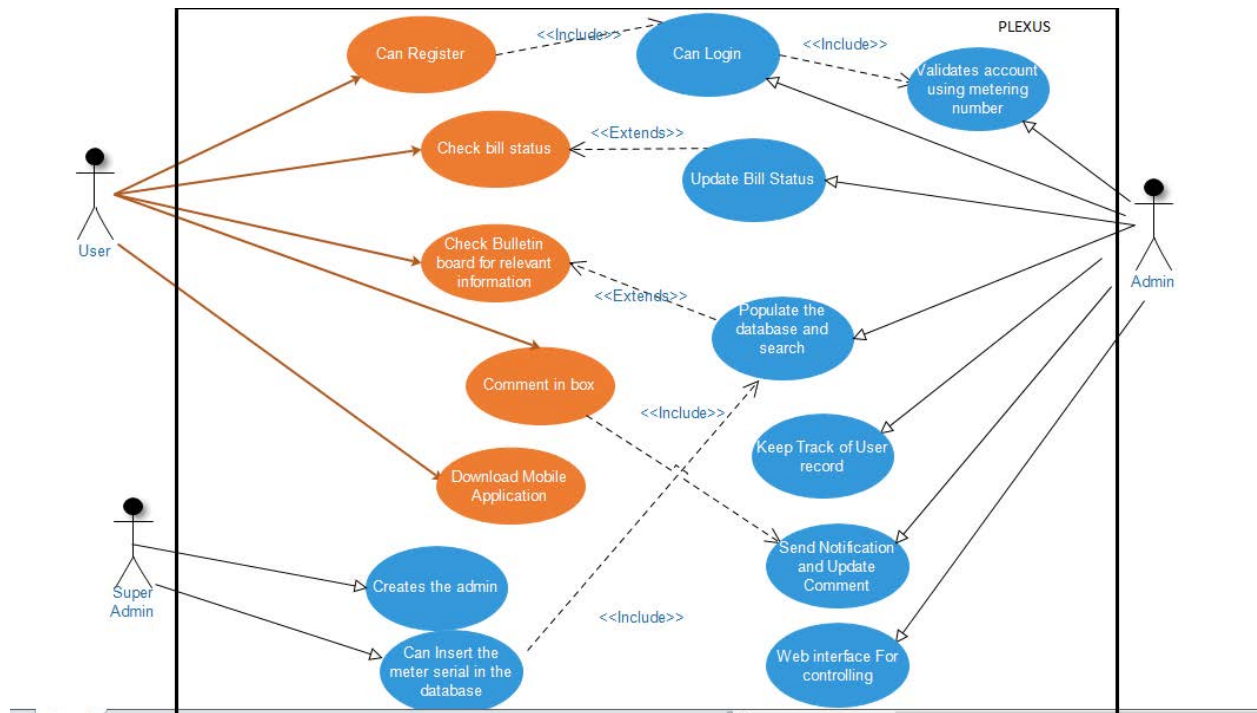 PLEXUS
Can Register
<<Include>>
Can Login
<<Include>>
Validates account
using metering
number
Check bill status
<<Extends>>
Update Bill Status
User
Check Bulletin
board for relevant
information
<<Extends>>
Admin
Populate the
database and
search
Comment in box
<<Include>>
Keep Track of User
record
Download Mobile
Application
Send Notification
and Update
Comment
Super
Admin
Creates the admin
<<Include>>
Can Insert the
meter serial in the
database
Web interface For
controlling